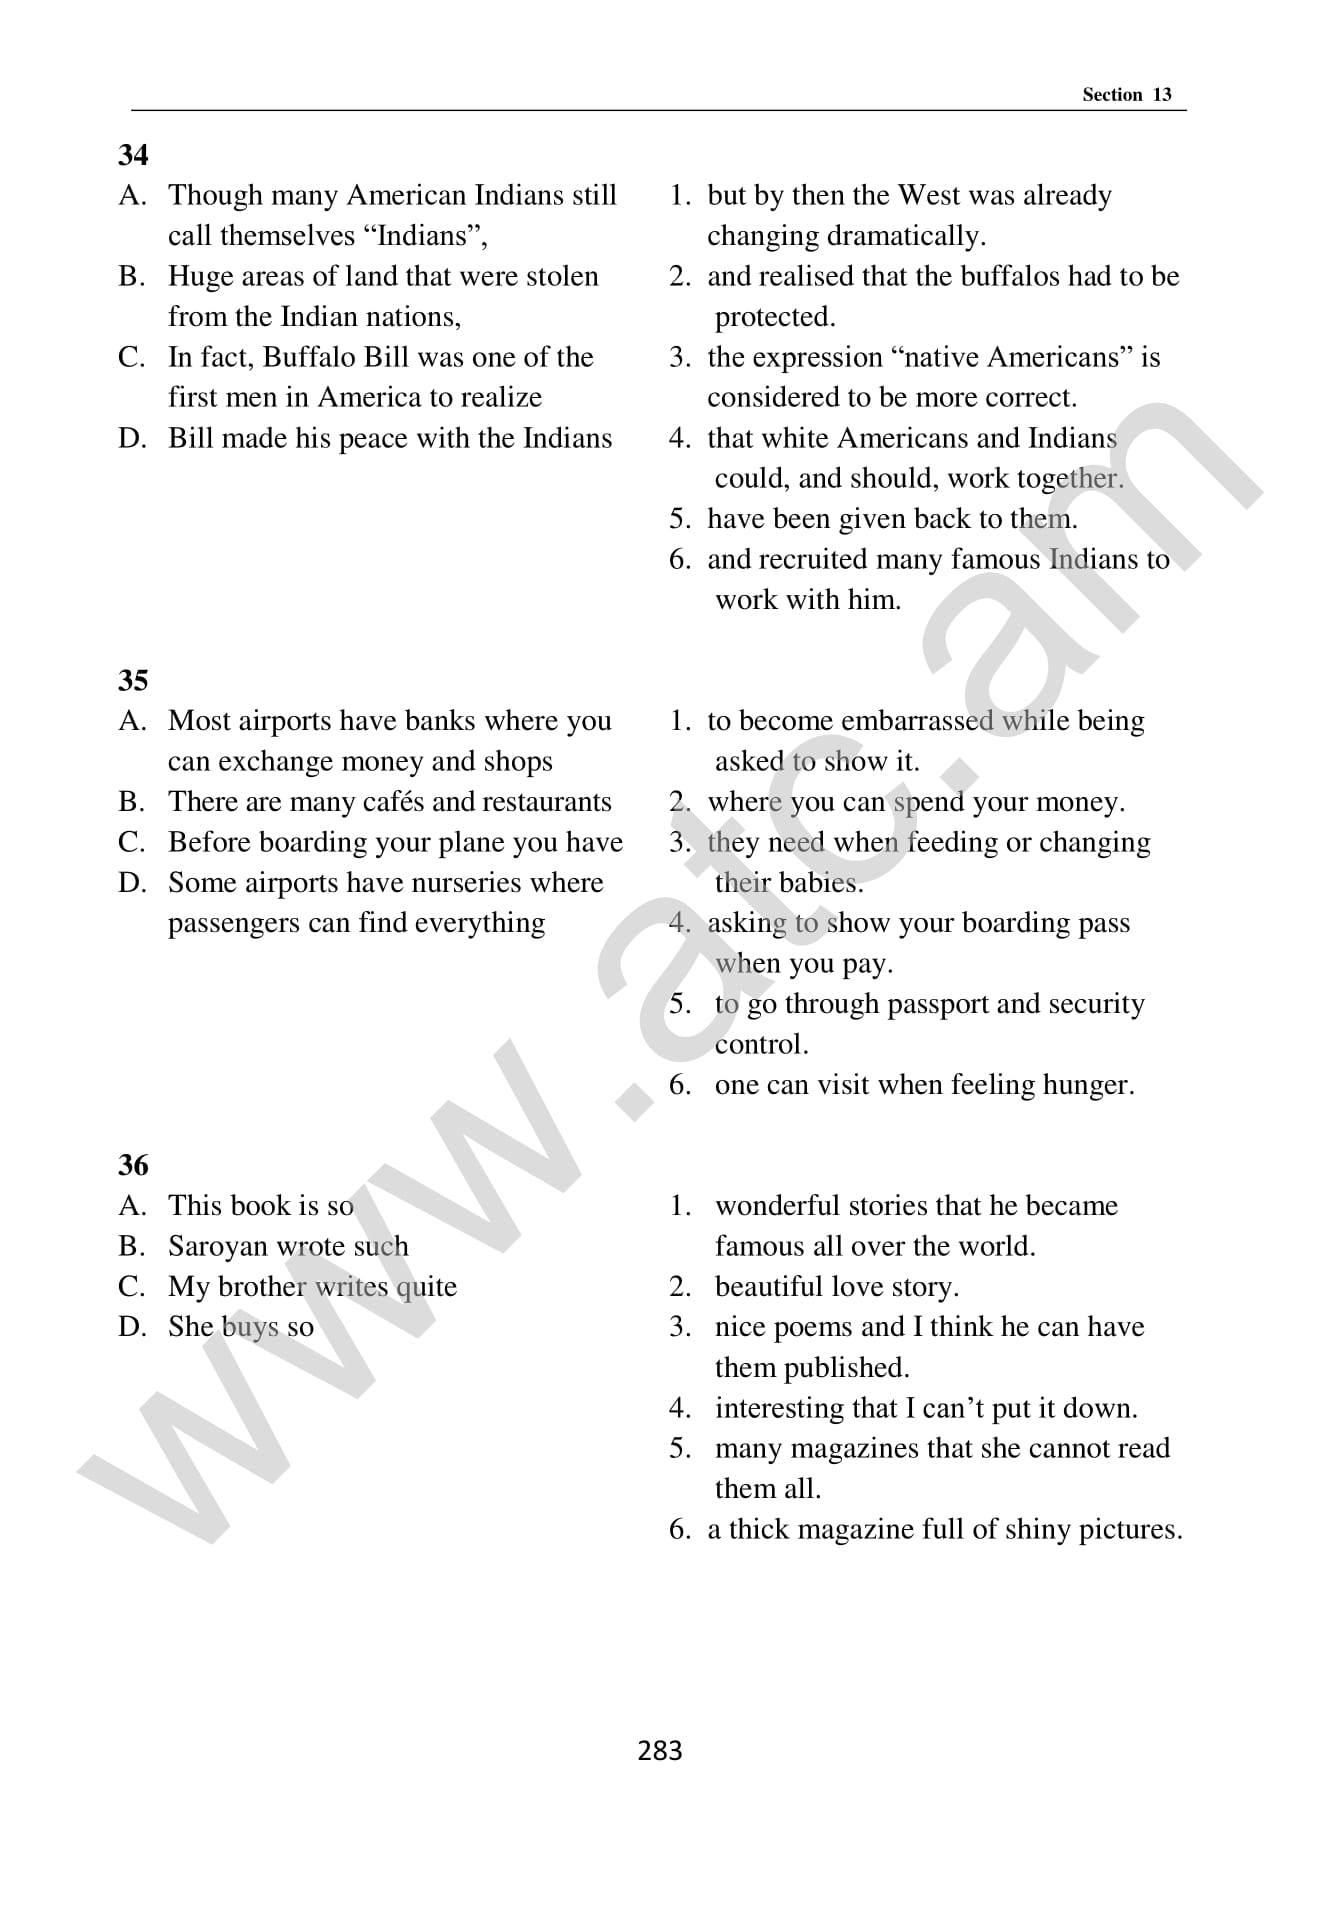 Section 13
34
A. Though many American Indians still
call themselves “Indians”,
B. Huge areas of land that were stolen
from the Indian nations,
C. In fact, Buffalo Bill was one of the
first men in America to realize
D. Bill made his peace with the Indians
1. but by then the West was already
changing dramatically.
2. and realised that the buffalos had to be
protected.
3. the expression “native Americans” is
considered to be more correct.
4. that white Americans and Indians
could, and should, work together.
5. have been given back to them.
6. and recruited many famous Indians to
work with him.
35
A. Most airports have banks where you
can exchange money and shops
B. There are many cafés and restaurants
C. Before boarding your plane you have
D. Some airports have nurseries where
passengers can find everything
1. to become embarrassed while being
asked to show it.
2. where you can spend your money.
3. they need when feeding or changing
their babies.
4. asking to show your boarding pass
when you pay.
5. to go through passport and security
control.
6. one can visit when feeling hunger.
36
A. This book is so
B. Saroyan wrote such
C. My brother writes quite
D. She buys so
1. wonderful stories that he became
famous all over the world.
2. beautiful love story.
3. nice poems and I think he can have
them published.
4. interesting that I can’t put it down.
5. many magazines that she cannot read
them all.
6. a thick magazine full of shiny pictures.
283
www.atc.am